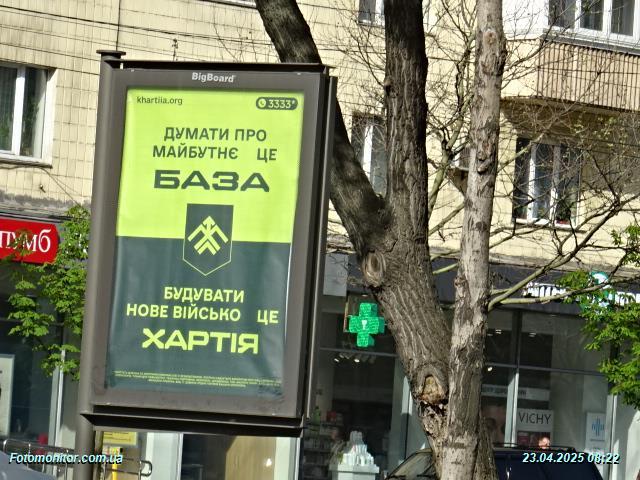 BigBoard
khartiia.org
3333*
ДУМАТИ ПРО
МАЙБУТНЄ ЦЕ
БАЗА
БУДУВАТИ
НОВЕ ВІЙСЬКО ЦЕ
ХАРТІЯ
ПУМБ
VICHY
Fotomonitor.com.ua
23.04.2025 08:22